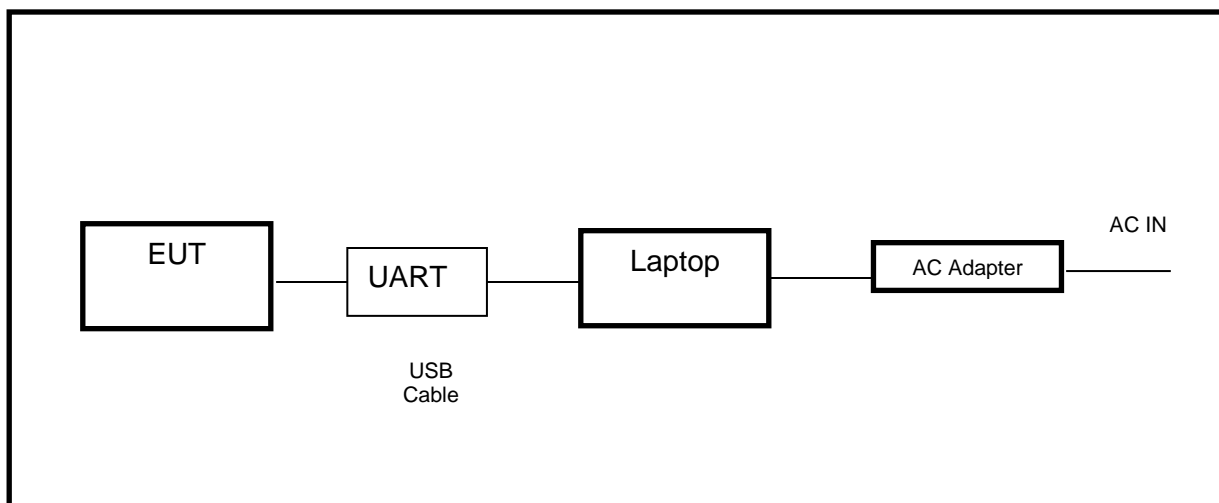 AC IN
EUT
UART
Laptop
AC Adapter
USB
Cable